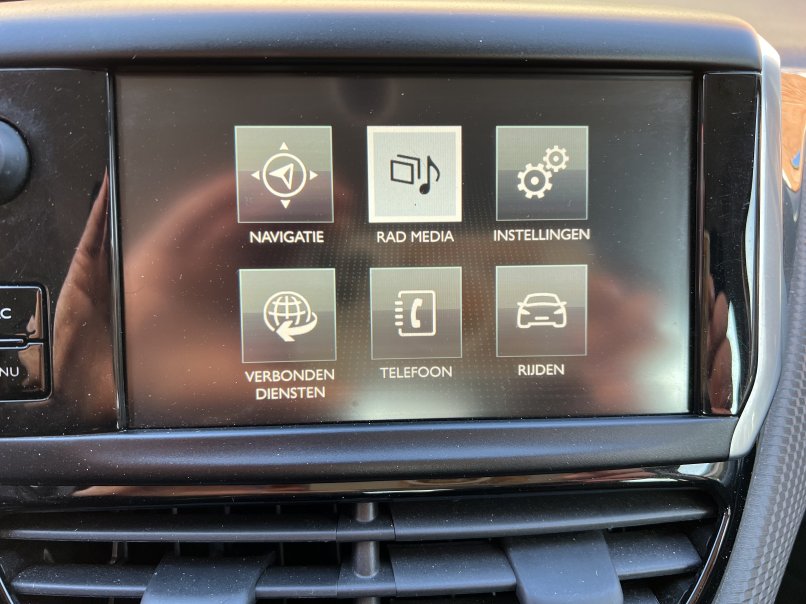 NAVIGATIE
RAD MEDIA
INSTELLINGEN
VERBONDEN
DIENSTEN
TELEFOON
RIJDEN